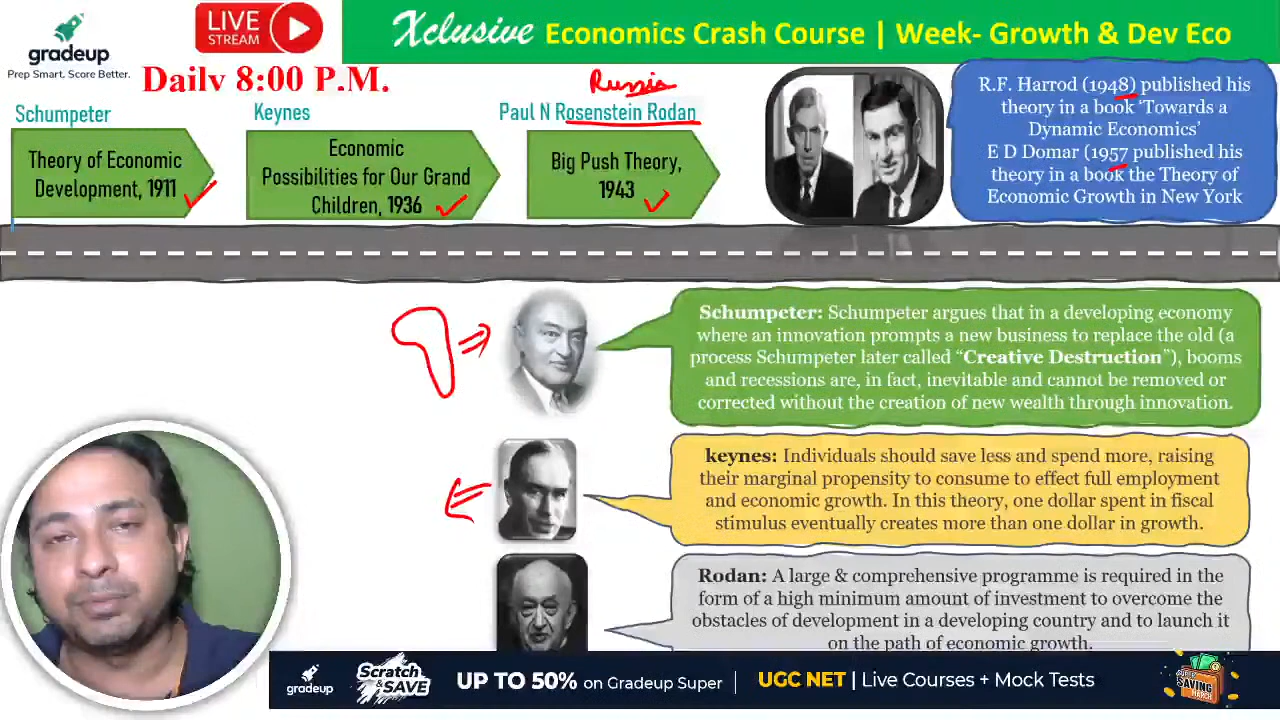 gradeup
Prep Smart. Score Better.
LIVE
STREAM
Xclusive Economics Crash Course | Week- Growth & Dev Eco
Daily 8:00 P.M.
Russia
Schumpeter
Theory of Economic
Development, 1911
Keynes
Economic
Possibilities for Our Grand
Children, 1936
Paul N Rosenstein Rodan
Big Push Theory,
1943
R.F. Harrod (1948) published his
theory in a book ‘Towards a
Dynamic Economics’
E D Domar (1957 published his
theory in a book the Theory of
Economic Growth in New York
Schumpeter: Schumpeter argues that in a developing economy
where an innovation prompts a new business to replace the old (a
process Schumpeter later called “Creative Destruction”), booms
and recessions are, in fact, inevitable and cannot be removed or
corrected without the creation of new wealth through innovation.
keynes: Individuals should save less and spend more, raising
their marginal propensity to consume to effect full employment
and economic growth. In this theory, one dollar spent in fiscal
stimulus eventually creates more than one dollar in growth.
Rodan: A large & comprehensive programme is required in the
form of a high minimum amount of investment to overcome the
obstacles of development in a developing country and to launch it
on the path of economic growth.
gradeup
Scratch
& SAVE
UP TO 50% on Gradeup Super
UGC NET | Live Courses + Mock Tests
SAVING